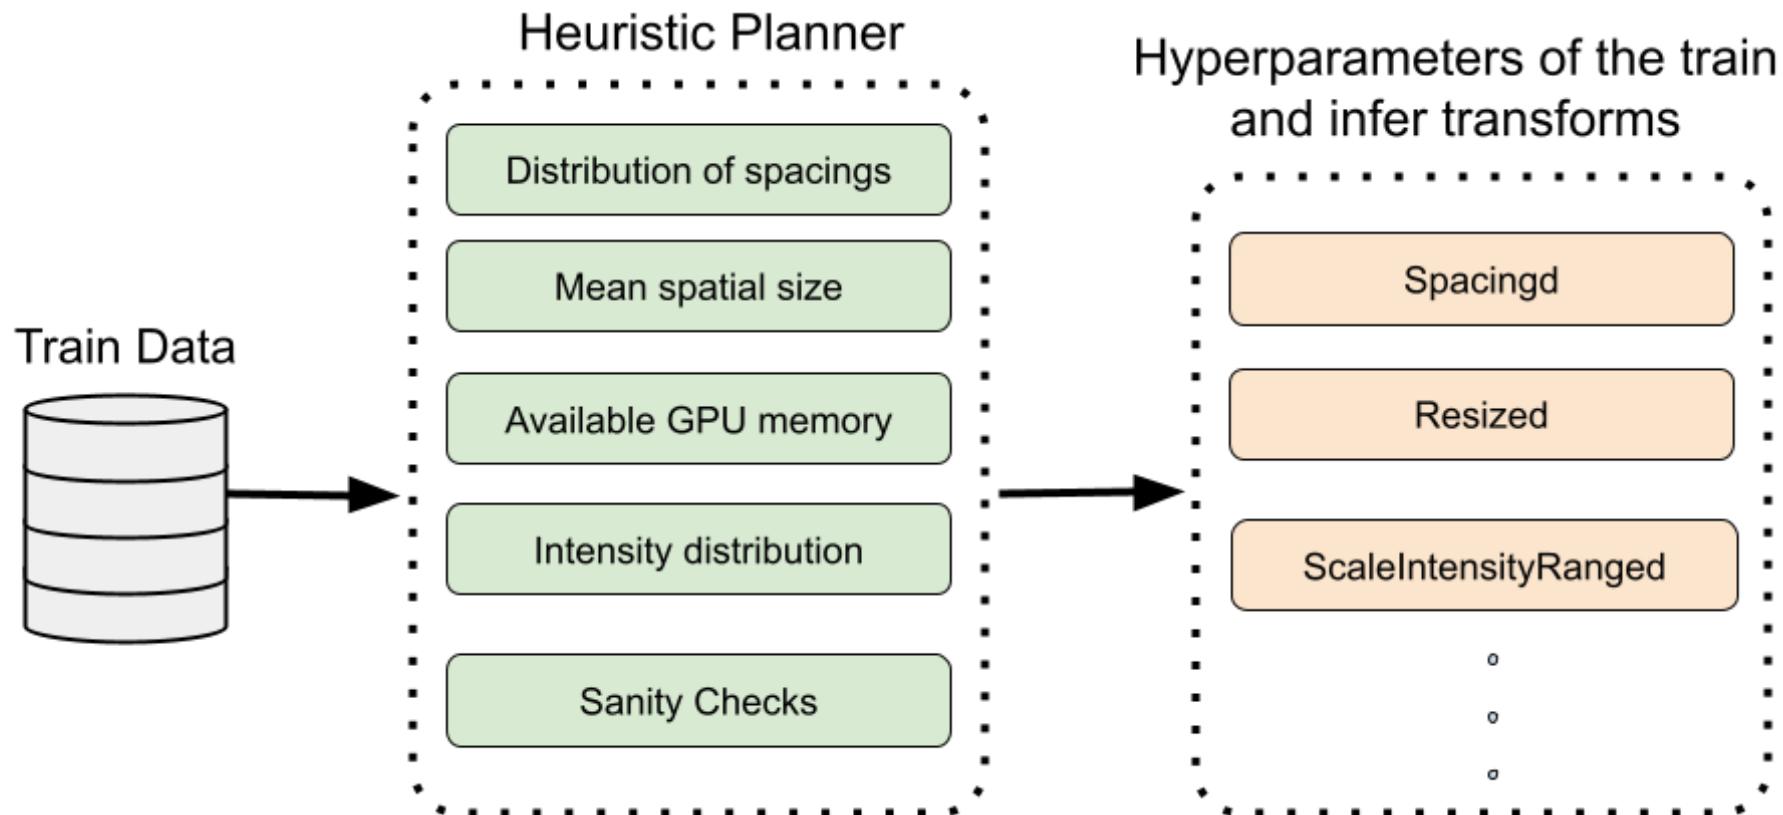 Train Data
Heuristic Planner
Distribution of spacings
Mean spatial size
Available GPU memory
Intensity distribution
Sanity Checks
Hyperparameters of the train
and infer transforms
Spacingd
Resized
ScaleIntensityRanged